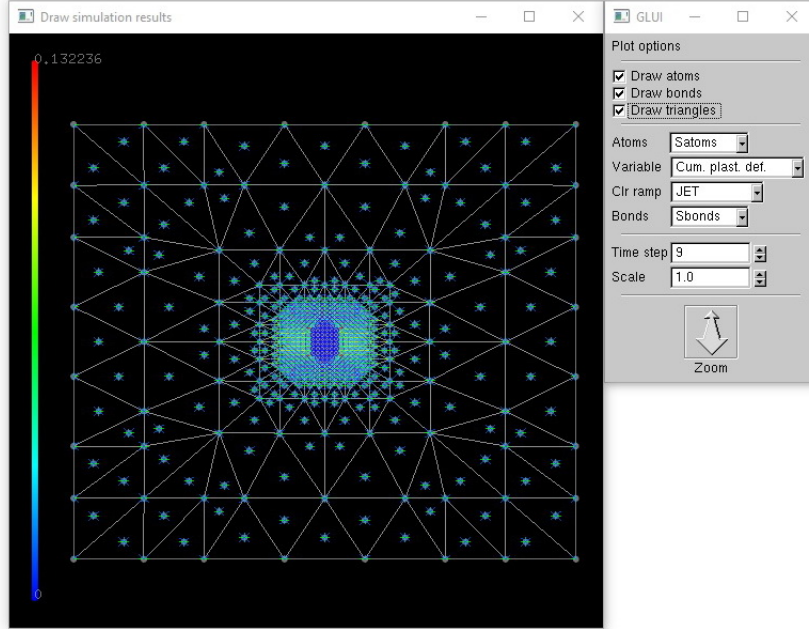 Draw simulation results
0.132236
0
GLUI
Plot options
Draw atoms
Draw bonds
Draw triangles
Atoms Satoms
Variable Cum. plast. def.
Clr ramp JET
Bonds Sbonds
Time step 9
Scale 1.0
Zoom